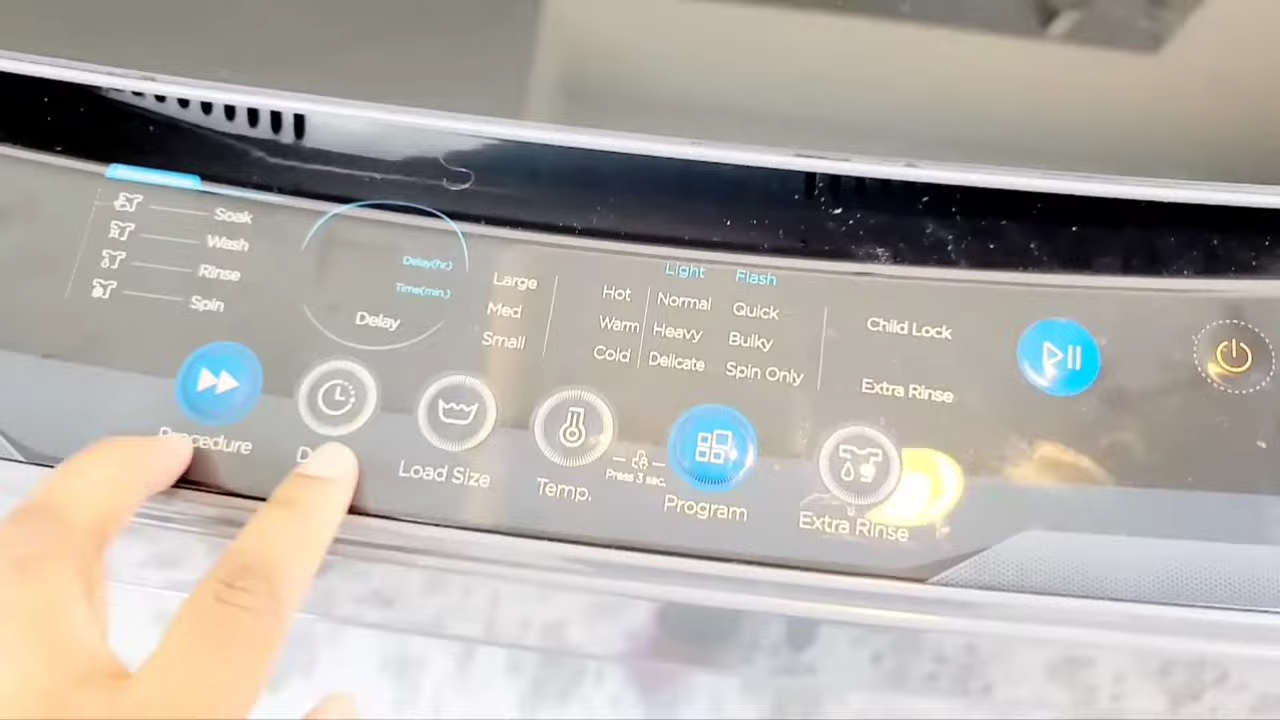 Soak
Wash
Rinse
Spin
Delay(hr.)
Time(min.)
Delay
Large
Med
Small
Hot
Warm
Cold
Light
Normal
Heavy
Delicate
Flash
Quick
Bulky
Spin Only
Child Lock
Extra Rinse
Procedure
Load Size
Temp.
Press 3 sec.
Program
Extra Rinse